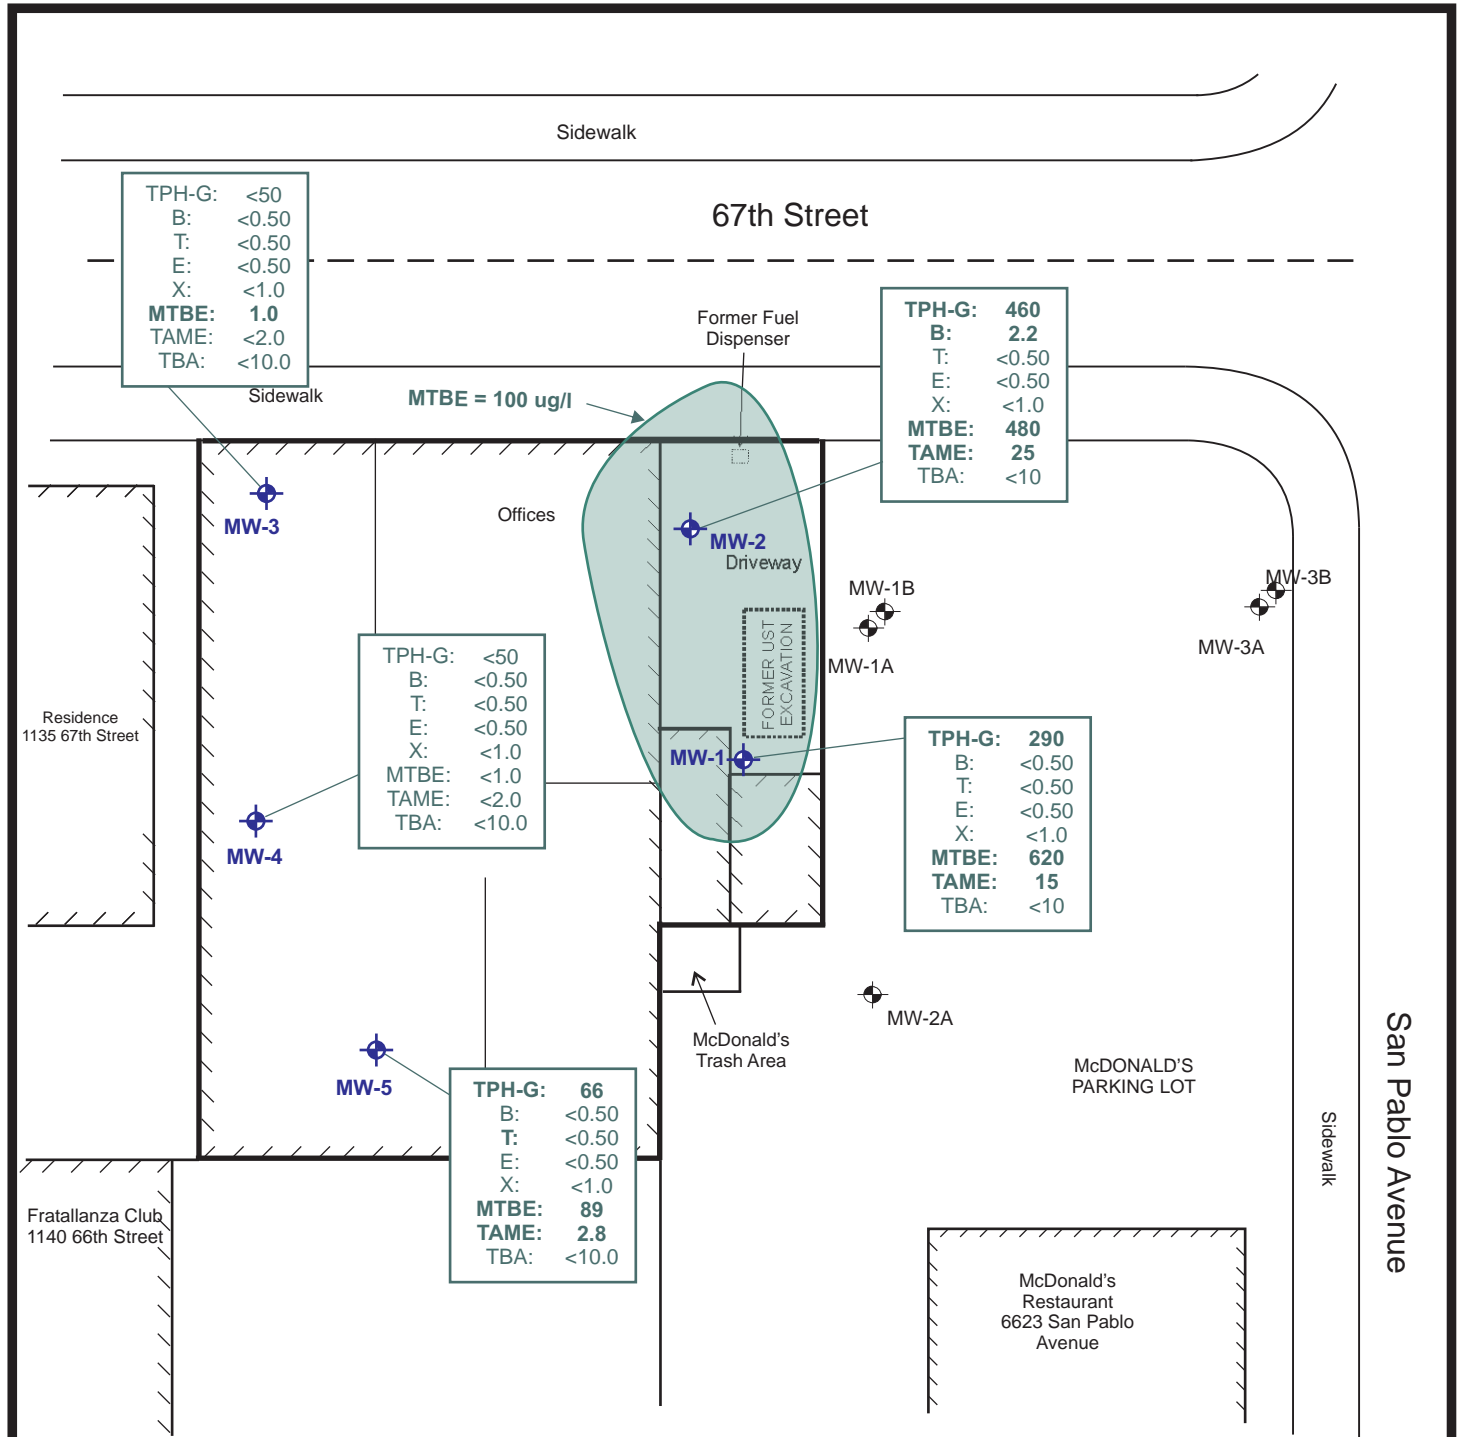 Sidewalk
67th Street
TPH-G: <50
B: <0.50
T: <0.50
E: <0.50
X: <1.0
MTBE: 1.0
TAME: <2.0
TBA: <10.0
Sidewalk
MTBE = 100 ug/l
Former Fuel
Dispenser
TPH-G: 460
B: 2.2
T: <0.50
E: <0.50
X: <1.0
MTBE: 480
TAME: 25
TBA: <10
MW-3
Offices
MW-2
Driveway
MW-1B
MW-1A
MW-3B
MW-3A
FORMER UST
EXCAVATION
TPH-G: <50
B: <0.50
T: <0.50
E: <0.50
X: <1.0
MTBE: <1.0
TAME: <2.0
TBA: <10.0
Residence
1135 67th Street
MW-1
TPH-G: 290
B: <0.50
T: <0.50
E: <0.50
X: <1.0
MTBE: 620
TAME: 15
TBA: <10
MW-4
MW-2A
McDonald's
Trash Area
McDONALD'S
PARKING LOT
San Pablo Avenue
Sidewalk
MW-5
TPH-G: 66
B: <0.50
T: <0.50
E: <0.50
X: <1.0
MTBE: 89
TAME: 2.8
TBA: <10.0
Fratallanza Club
1140 66th Street
McDonald's
Restaurant
6623 San Pablo
Avenue